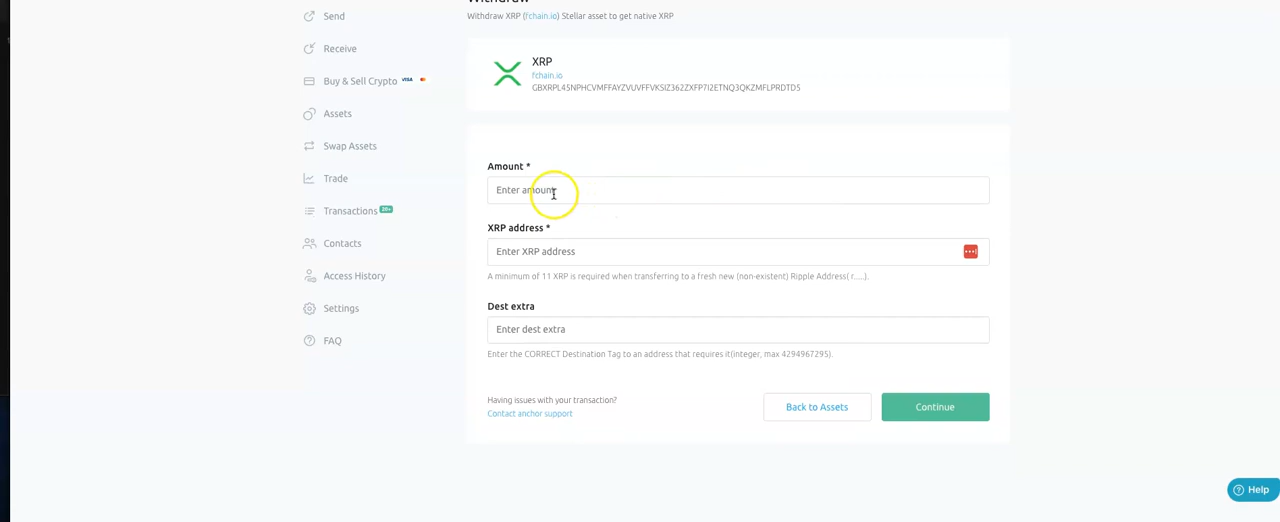 Withdraw
Withdraw XRP (fchain.io) Stellar asset to get native XRP
Send
Receive
Buy & Sell Crypto VISA
Assets
Swap Assets
Trade
Transactions 20+
Contacts
Access History
Settings
FAQ
XRP
fchain.io
GBXRPL45NPHCVMFFAYZVUVFFVKSIZ362ZXFP7I2ETNQ3QKZMFLPRDTD5
Amount *
Enter amount
XRP address *
Enter XRP address
A minimum of 11 XRP is required when transferring to a fresh new (non-existent) Ripple Address( r.....).
Dest extra
Enter dest extra
Enter the CORRECT Destination Tag to an address that requires it(integer, max 4294967295).
Having issues with your transaction?
Contact anchor support
Back to Assets
Continue
Help